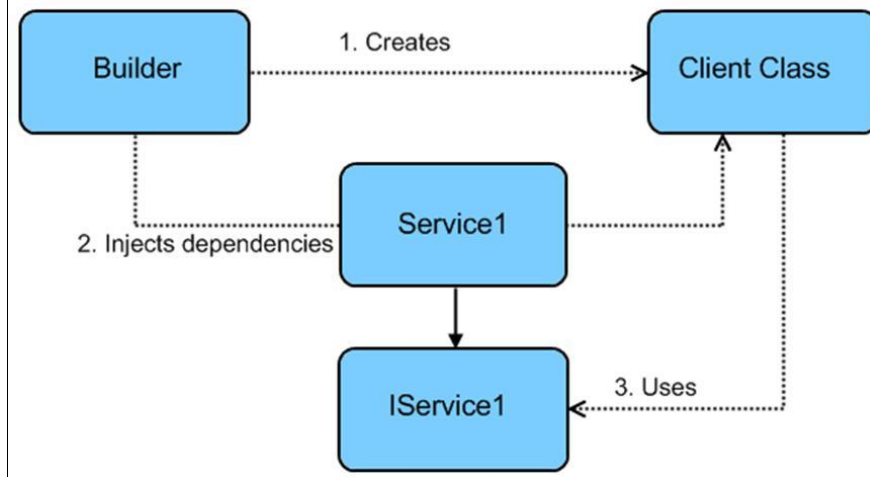 Builder
1. Creates
Client Class
Service1
2. Injects dependencies
IService1
3. Uses